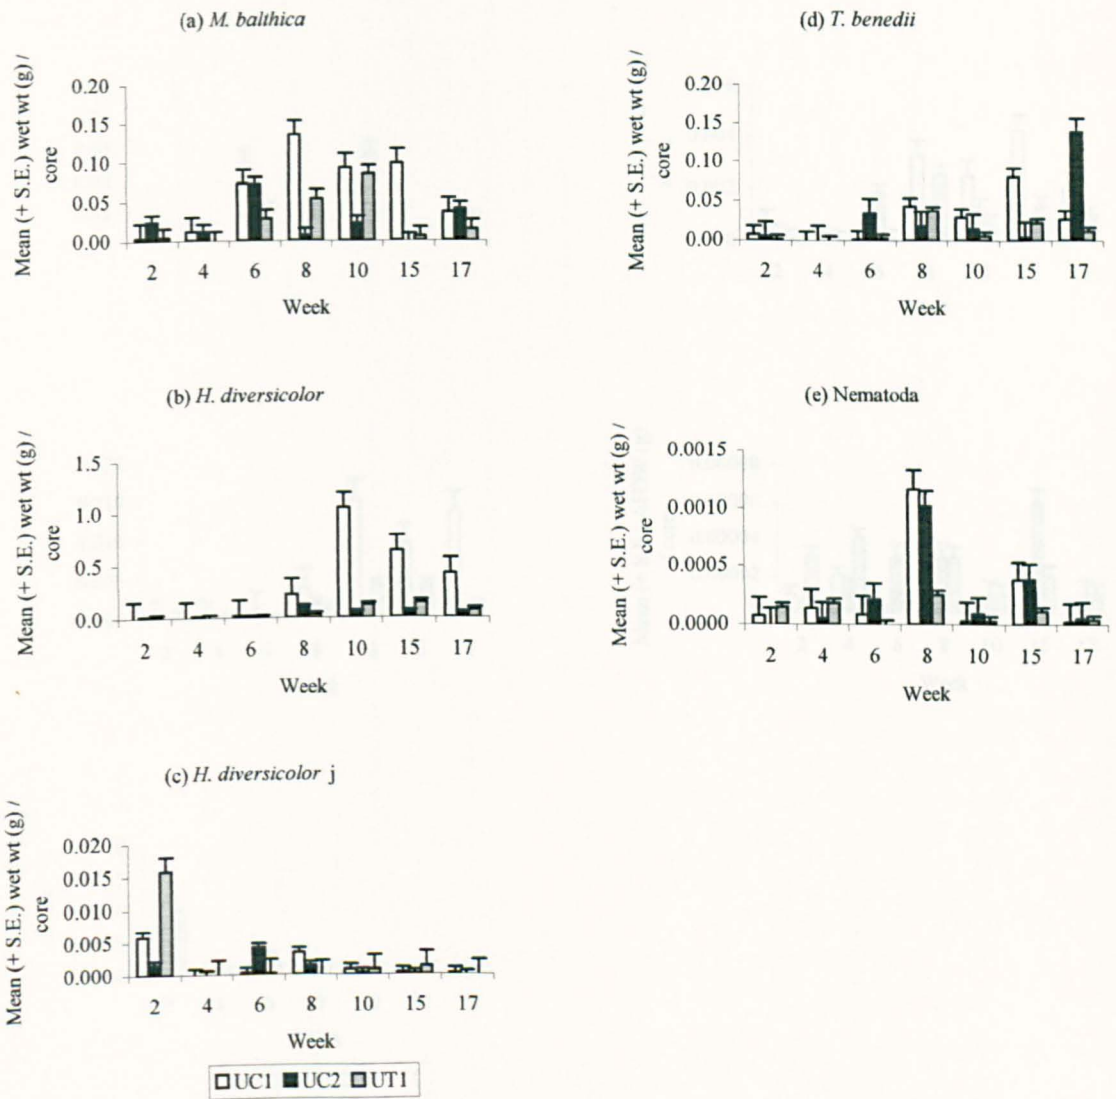 (a) M. balthica
Mean (+ S.E.) wet wt (g) /
core
0.20
0.15
0.10
0.05
0.00
2 4 6 8 10 15 17
Week
(b) H. diversicolor
Mean (+ S.E.) wet wt (g) /
core
1.5
1.0
0.5
0.0
2 4 6 8 10 15 17
Week
(c) H. diversicolor j
Mean (+ S.E.) wet wt (g) /
core
0.020
0.015
0.010
0.005
0.000
2 4 6 8 10 15 17
Week
UC1 UC2 UT1
(d) T. benedii
Mean (+ S.E.) wet wt (g) /
core
0.20
0.15
0.10
0.05
0.00
2 4 6 8 10 15 17
Week
(e) Nematoda
Mean (+ S.E.) wet wt (g) /
core
0.0015
0.0010
0.0005
0.0000
2 4 6 8 10 15 17
Week